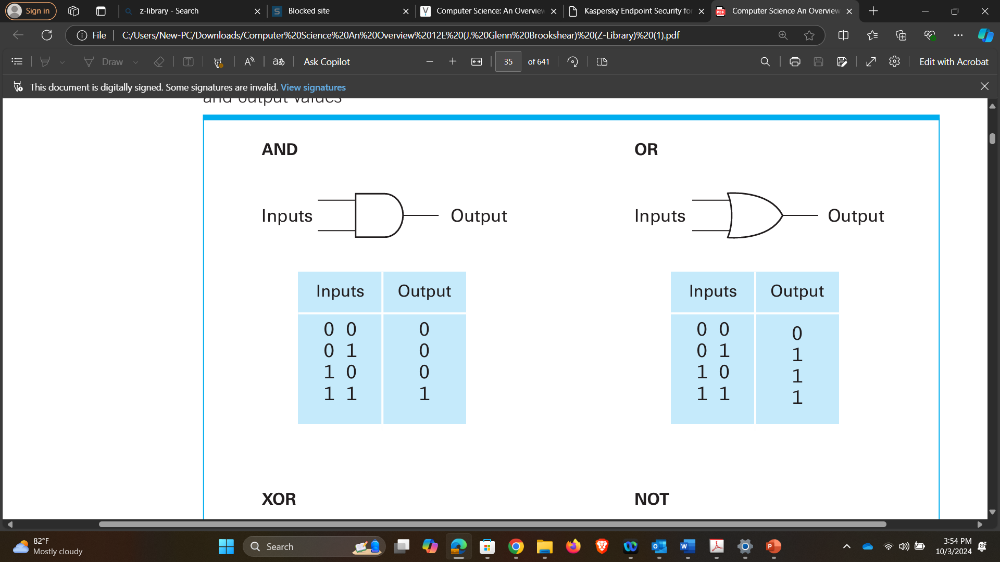 Sign in
z-library - Search
Blocked site
Computer Science: An Overview
Kaspersky Endpoint Security for
Computer Science An Overview
File
C:/Users/New-PC/Downloads/Computer%20Science%20An%20Overview%2012E%20(J.%20Glenn%20Brookshear)%20(Z-Library)%20(1).pdf
Draw
aあ
Ask Copilot
35 of 641
Edit with Acrobat
This document is digitally signed. Some signatures are invalid. View signatures
and output values
AND
OR
Inputs Output
Inputs Output
Inputs Output
0 0 0
0 1 0
1 0 0
1 1 1
Inputs Output
0 0 0
0 1 1
1 0 1
1 1 1
XOR
NOT
82°F
Mostly cloudy
Search
3:54 PM
10/3/2024